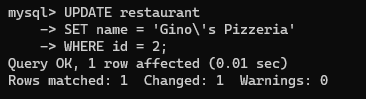 mysql> UPDATE restaurant
    -> SET name = 'Gino\'s Pizzeria'
    -> WHERE id = 2;
Query OK, 1 row affected (0.01 sec)
Rows matched: 1  Changed: 1  Warnings: 0